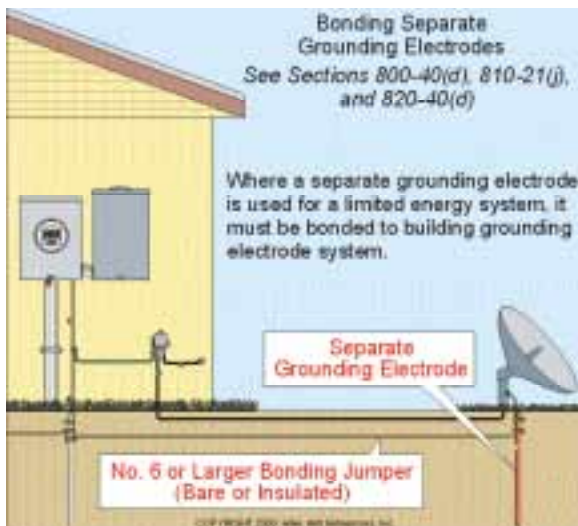 Bonding Separate
Grounding Electrodes
See Sections 800-40(d), 810-21(j),
and 820-40(d)
Where a separate grounding electrode
is used for a limited energy system, it
must be bonded to building grounding
electrode system.
Separate
Grounding Electrode
No. 6 or Larger Bonding Jumper
(Bare or Insulated)
COPYRIGHT